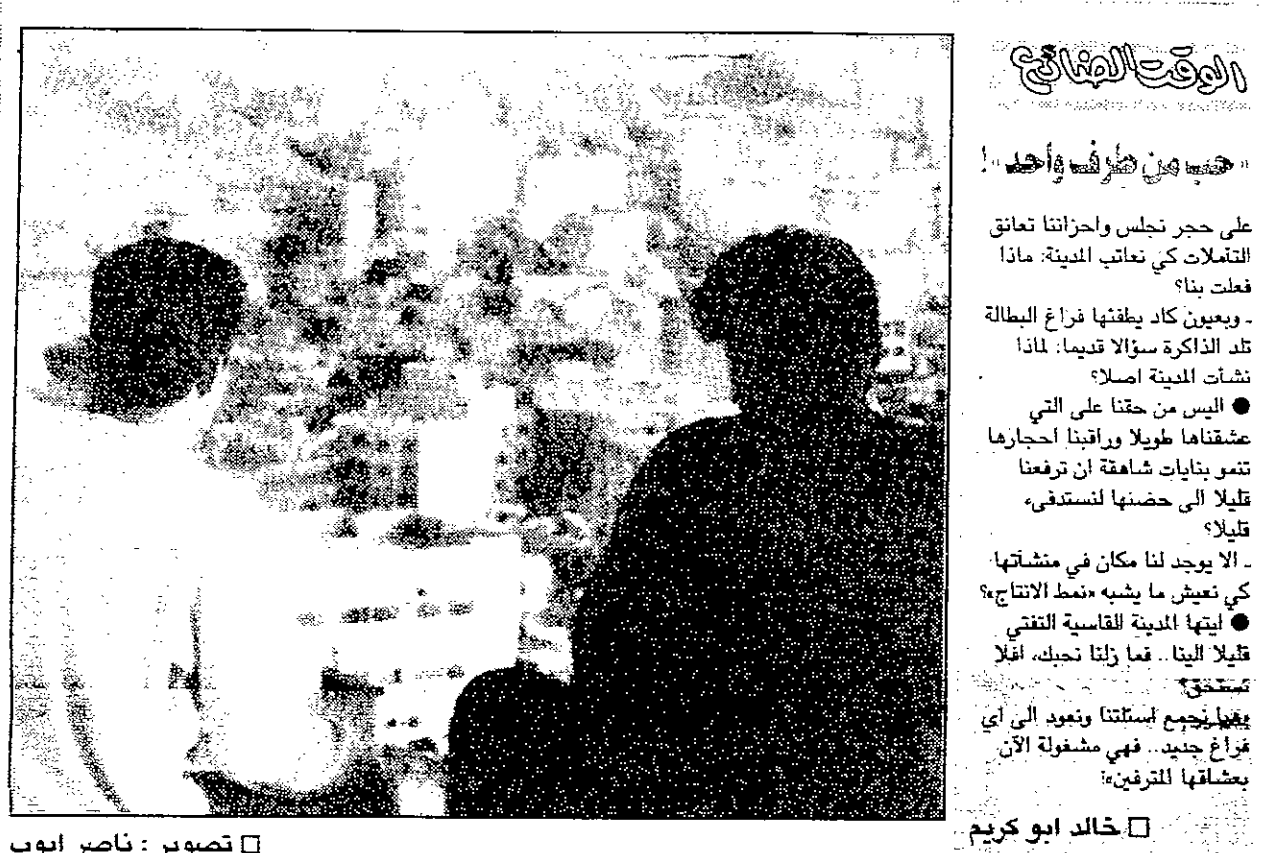 الوقت الضائع
«حب من طرف واحد»!
على حجر نجلس واحزاننا تعانق
التأملات كي نعاتب المدينة: ماذا
فعلت بنا؟
ـ وبعيون كاد يطفئها فراغ البطالة
تلد الذاكرة سؤالا قديما: لماذا
نشأت المدينة اصلا؟
● اليس من حقنا على التي
عشقناها طويلا وراقبنا احجارها
تنمو بنايات شاهقة ان ترفعنا
قليلا الى حضنها لنستدفىء
قليلا؟
ـ الا يوجد لنا مكان في منشآتها
كي نعيش ما يشبه «نمط الانتاج»؟
● ايتها المدينة القاسية التفتي
قليلا الينا.. فما زلنا نحبك، افلا
نستحق؟
نجمع اسئلتنا ونعود الى اي
فراغ جديد.. فهي مشغولة الآن
بعشاقها المترفين»!
□ خالد ابو كريم
□ تصوير : ناصر ايوب